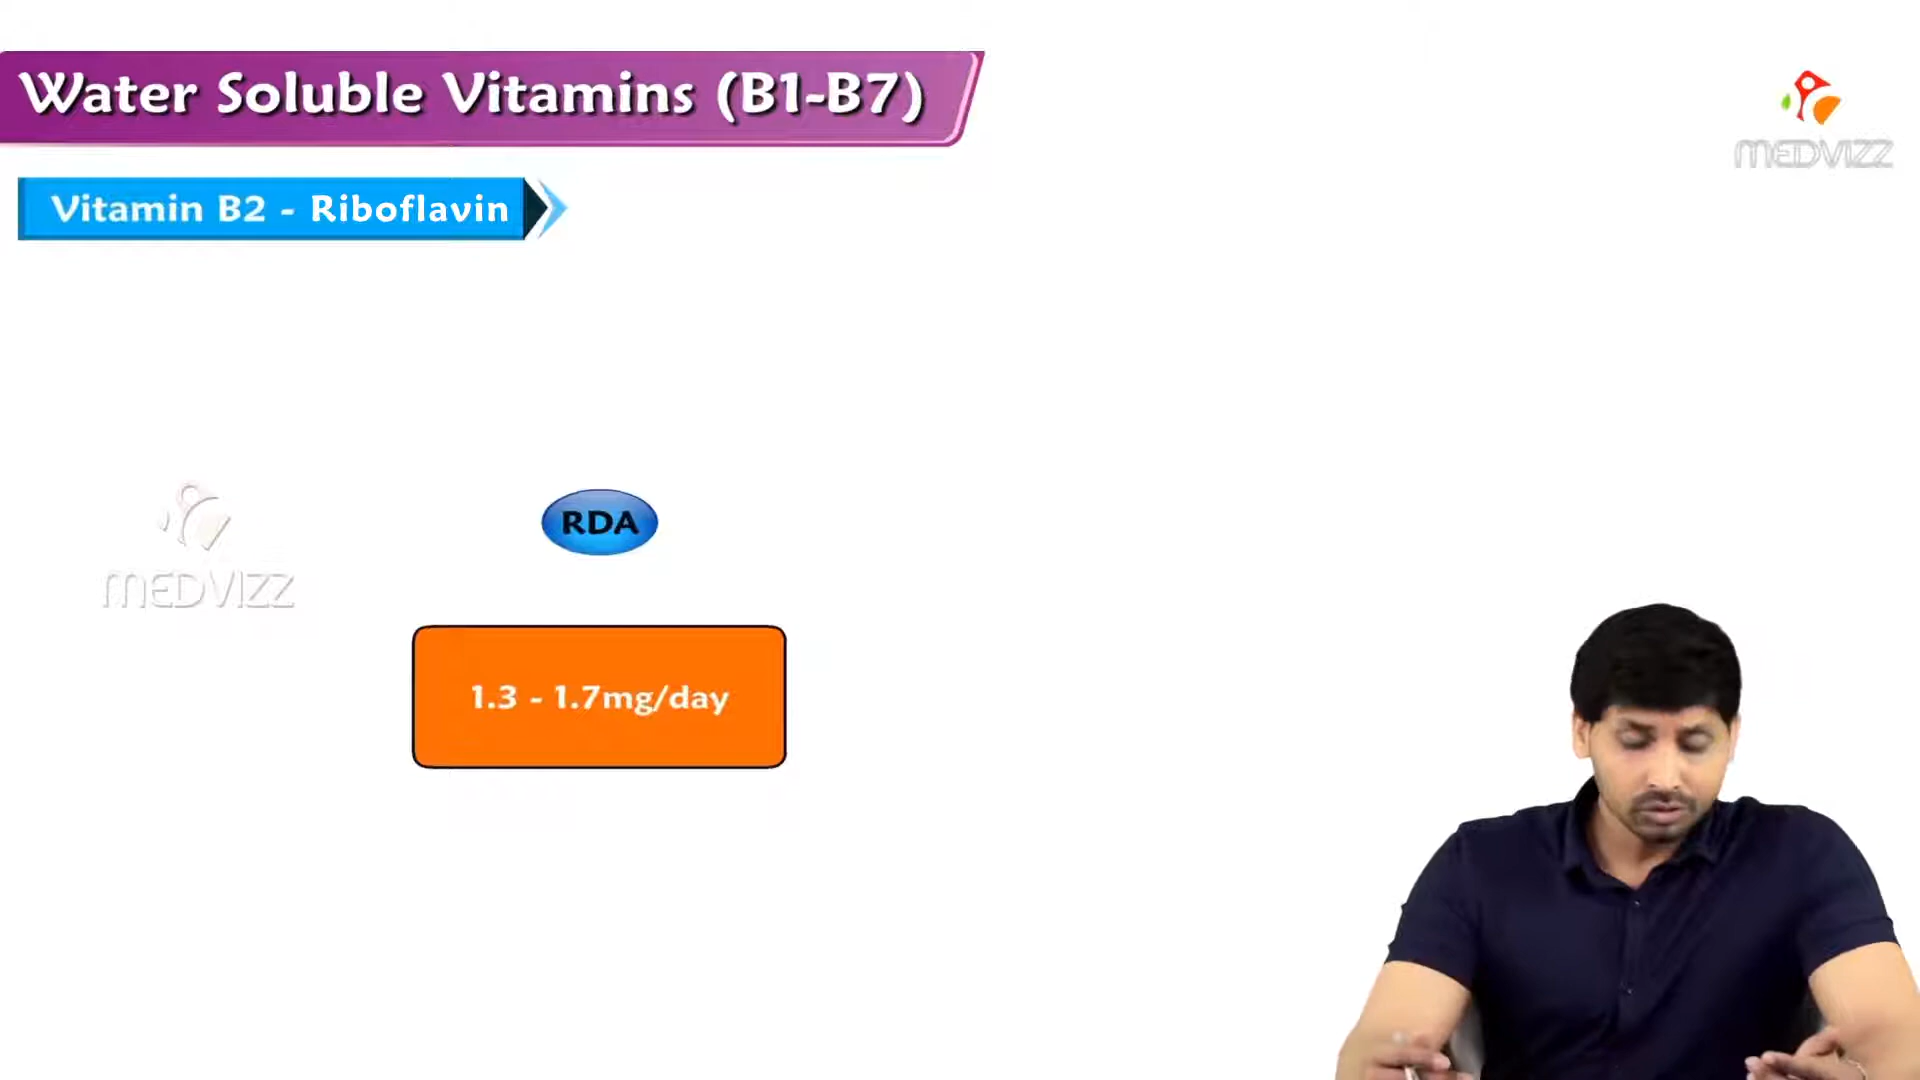 Water Soluble Vitamins (B1-B7)
MEDVIZZ
Vitamin B2 - Riboflavin
RDA
MEDVIZZ
1.3 - 1.7mg/day